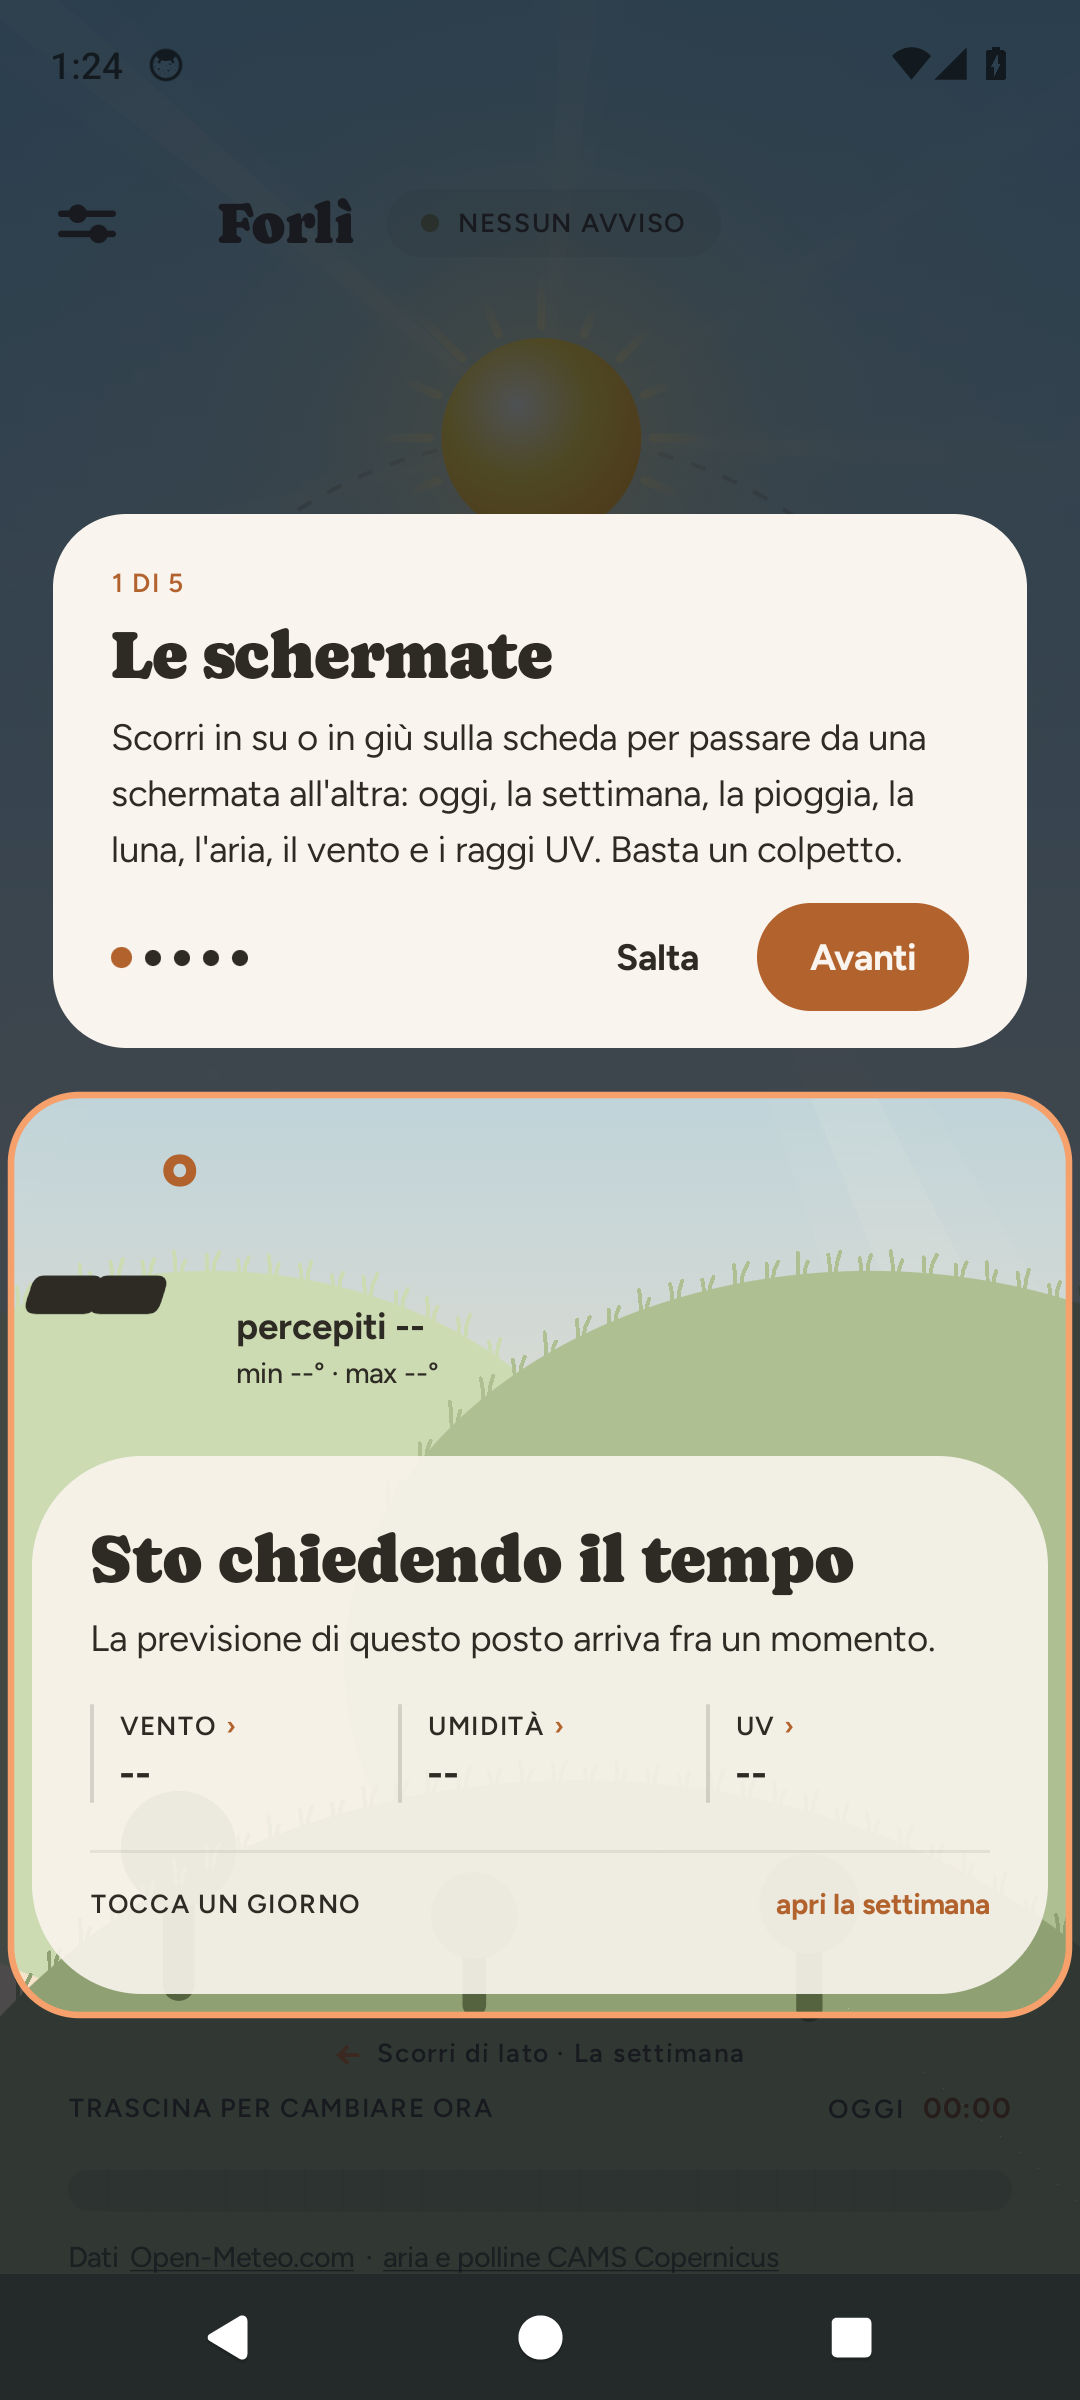 1:24
Forlì
NESSUN AVVISO
1 DI 5
Le schermate
Scorri in su o in giù sulla scheda per passare da una
schermata all'altra: oggi, la settimana, la pioggia, la
luna, l'aria, il vento e i raggi UV. Basta un colpetto.
Salta
Avanti
percepiti --
min --° · max --°
Sto chiedendo il tempo
La previsione di questo posto arriva fra un momento.
VENTO ›
UMIDITÀ ›
UV ›
--
--
--
TOCCA UN GIORNO
apri la settimana
← Scorri di lato · La settimana
TRASCINA PER CAMBIARE ORA
OGGI 00:00
Dati Open-Meteo.com · aria e polline CAMS Copernicus